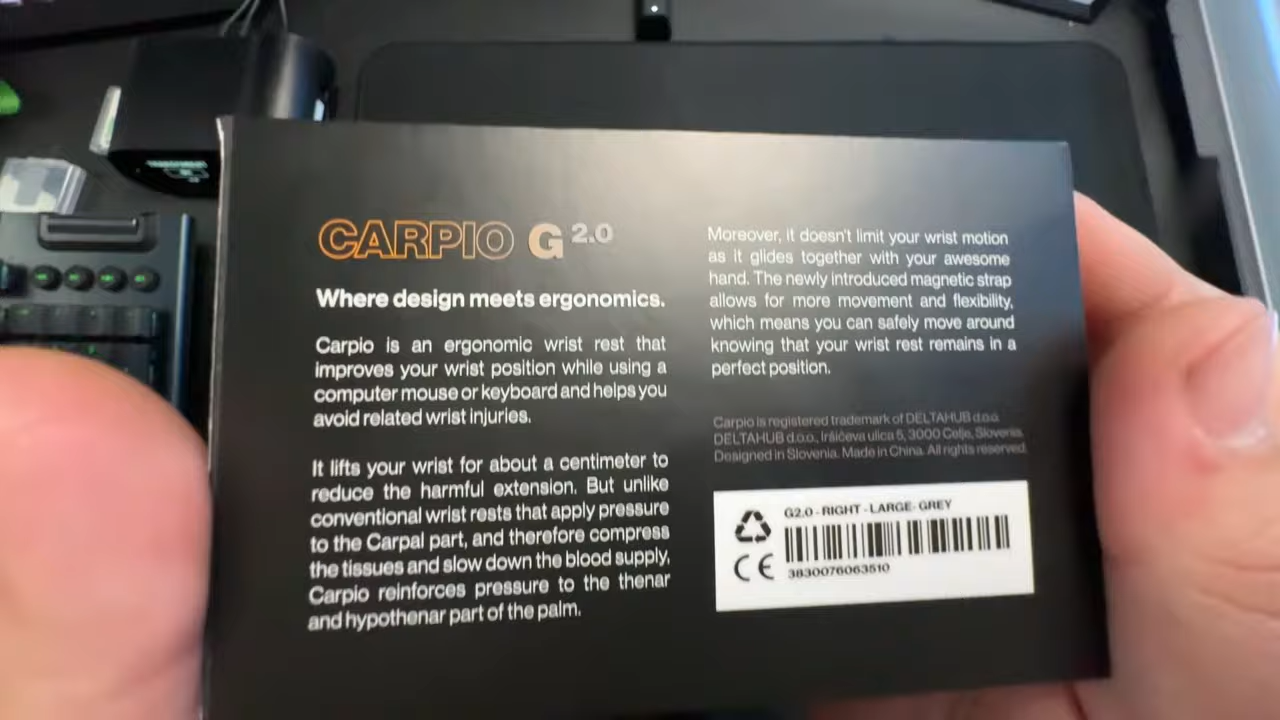 CARPIO G 2.0
Where design meets ergonomics.
Carpio is an ergonomic wrist rest that
improves your wrist position while using a
computer mouse or keyboard and helps you
avoid related wrist injuries.
It lifts your wrist for about a centimeter to
reduce the harmful extension. But unlike
conventional wrist rests that apply pressure
to the Carpal part, and therefore compress
the tissues and slow down the blood supply,
Carpio reinforces pressure to the thenar
and hypothenar part of the palm.
Moreover, it doesn't limit your wrist motion
as it glides together with your awesome
hand. The newly introduced magnetic strap
allows for more movement and flexibility,
which means you can safely move around
knowing that your wrist rest remains in a
perfect position.
Carpio is registered trademark of DELTAHUB d.o.o.
DELTAHUB d.o.o., Iršičeva ulica 5, 3000 Celje, Slovenia.
Designed in Slovenia. Made in China. All rights reserved.
G2.0 - RIGHT - LARGE- GREY
CE
3830076063510